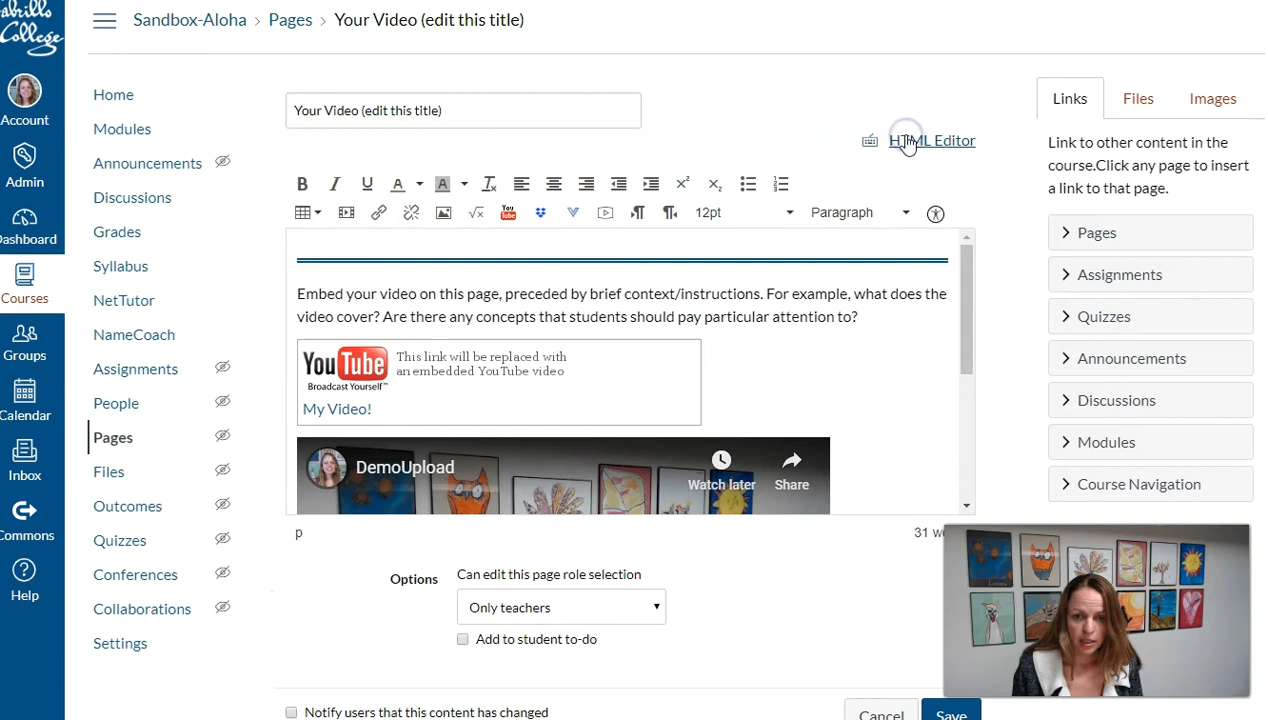 abrillo
College
Sandbox-Aloha > Pages > Your Video (edit this title)
Account
Admin
Dashboard
Courses
Groups
Calendar
Inbox
Commons
Help
Home
Modules
Announcements
Discussions
Grades
Syllabus
NetTutor
NameCoach
Assignments
People
Pages
Files
Outcomes
Quizzes
Conferences
Collaborations
Settings
Your Video (edit this title)
HTML Editor
B I U A A
12pt Paragraph
Embed your video on this page, preceded by brief context/instructions. For example, what does the
video cover? Are there any concepts that students should pay particular attention to?
YouTube
Broadcast Yourself™
This link will be replaced with
an embedded YouTube video
My Video!
DemoUpload
Watch later
Share
p
31 wo
Options
Can edit this page role selection
Only teachers
Add to student to-do
Notify users that this content has changed
Cancel
Save
Links
Files
Images
Link to other content in the
course.Click any page to insert
a link to that page.
Pages
Assignments
Quizzes
Announcements
Discussions
Modules
Course Navigation